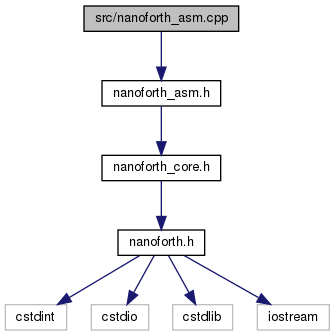 src/nanoforth_asm.cpp
nanoforth_asm.h
nanoforth_core.h
nanoforth.h
cstdint
cstdio
cstdlib
iostream